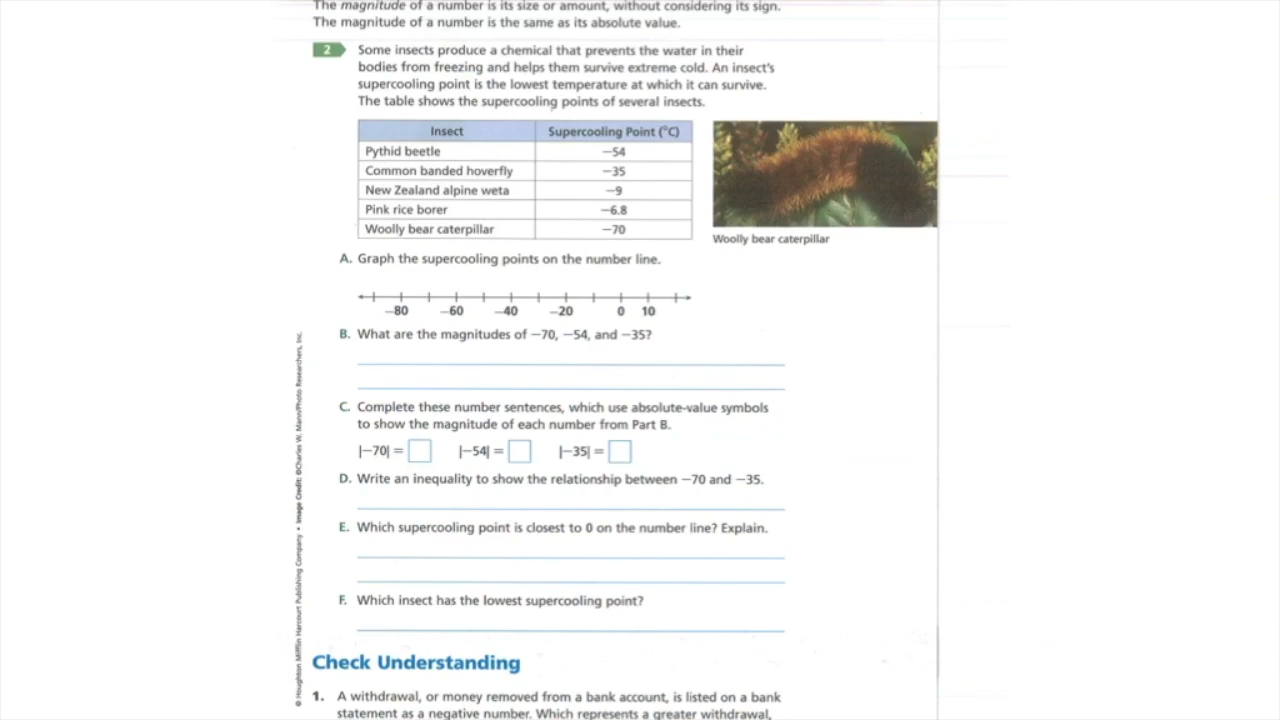 The magnitude of a number is its size or amount, without considering its sign.
The magnitude of a number is the same as its absolute value.
2 Some insects produce a chemical that prevents the water in their
bodies from freezing and helps them survive extreme cold. An insect's
supercooling point is the lowest temperature at which it can survive.
The table shows the supercooling points of several insects.
Insect Supercooling Point (°C)
Pythid beetle −54
Common banded hoverfly −35
New Zealand alpine weta −9
Pink rice borer −6.8
Woolly bear caterpillar −70
Woolly bear caterpillar
A. Graph the supercooling points on the number line.
−80 −60 −40 −20 0 10
B. What are the magnitudes of −70, −54, and −35?
C. Complete these number sentences, which use absolute-value symbols
to show the magnitude of each number from Part B.
|−70| = |−54| = |−35| =
D. Write an inequality to show the relationship between −70 and −35.
E. Which supercooling point is closest to 0 on the number line? Explain.
F. Which insect has the lowest supercooling point?
© Houghton Mifflin Harcourt Publishing Company • Image Credit: ©Charles W. Mann/Photo Researchers, Inc.
Check Understanding
1. A withdrawal, or money removed from a bank account, is listed on a bank
statement as a negative number. Which represents a greater withdrawal,